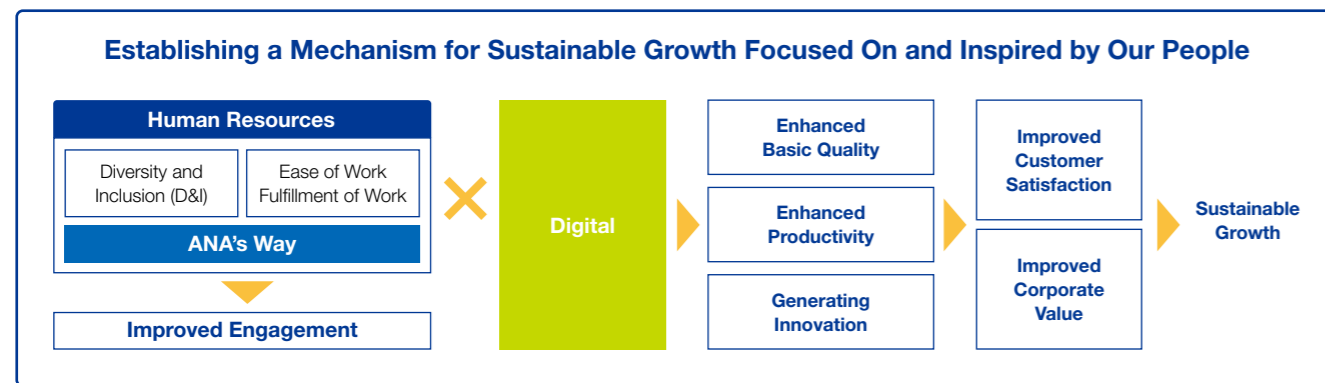 Establishing a Mechanism for Sustainable Growth Focused On and Inspired by Our People
Human Resources
Diversity and
Inclusion (D&I)
Ease of Work
Fulfillment of Work
ANA's Way
Improved Engagement
Digital
Enhanced
Basic Quality
Enhanced
Productivity
Generating
Innovation
Improved
Customer
Satisfaction
Improved
Corporate
Value
Sustainable
Growth